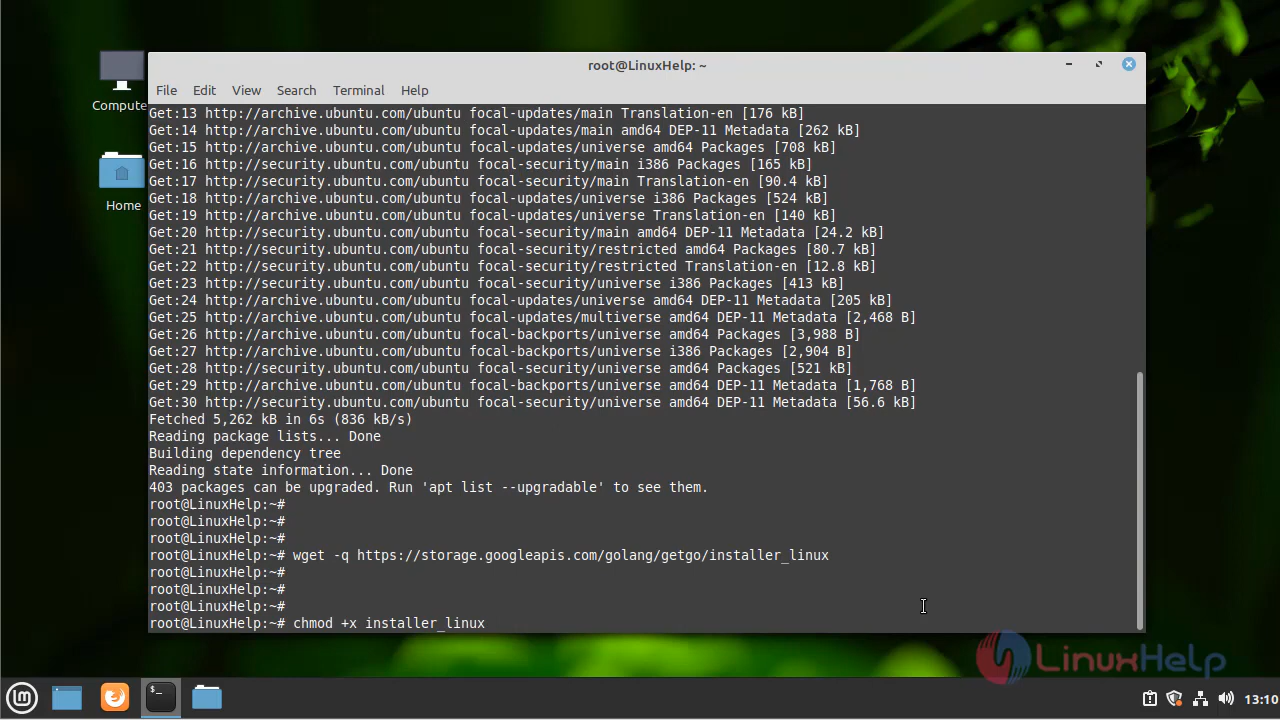 root@LinuxHelp: ~
File Edit View Search Terminal Help
Compute
Home
Get:13 http://archive.ubuntu.com/ubuntu focal-updates/main Translation-en [176 kB]
Get:14 http://archive.ubuntu.com/ubuntu focal-updates/main amd64 DEP-11 Metadata [262 kB]
Get:15 http://archive.ubuntu.com/ubuntu focal-updates/universe amd64 Packages [708 kB]
Get:16 http://security.ubuntu.com/ubuntu focal-security/main i386 Packages [165 kB]
Get:17 http://security.ubuntu.com/ubuntu focal-security/main Translation-en [90.4 kB]
Get:18 http://archive.ubuntu.com/ubuntu focal-updates/universe i386 Packages [524 kB]
Get:19 http://archive.ubuntu.com/ubuntu focal-updates/universe Translation-en [140 kB]
Get:20 http://security.ubuntu.com/ubuntu focal-security/main amd64 DEP-11 Metadata [24.2 kB]
Get:21 http://security.ubuntu.com/ubuntu focal-security/restricted amd64 Packages [80.7 kB]
Get:22 http://security.ubuntu.com/ubuntu focal-security/restricted Translation-en [12.8 kB]
Get:23 http://security.ubuntu.com/ubuntu focal-security/universe i386 Packages [413 kB]
Get:24 http://archive.ubuntu.com/ubuntu focal-updates/universe amd64 DEP-11 Metadata [205 kB]
Get:25 http://archive.ubuntu.com/ubuntu focal-updates/multiverse amd64 DEP-11 Metadata [2,468 B]
Get:26 http://archive.ubuntu.com/ubuntu focal-backports/universe amd64 Packages [3,988 B]
Get:27 http://archive.ubuntu.com/ubuntu focal-backports/universe i386 Packages [2,904 B]
Get:28 http://security.ubuntu.com/ubuntu focal-security/universe amd64 Packages [521 kB]
Get:29 http://archive.ubuntu.com/ubuntu focal-backports/universe amd64 DEP-11 Metadata [1,768 B]
Get:30 http://security.ubuntu.com/ubuntu focal-security/universe amd64 DEP-11 Metadata [56.6 kB]
Fetched 5,262 kB in 6s (836 kB/s)
Reading package lists... Done
Building dependency tree
Reading state information... Done
403 packages can be upgraded. Run 'apt list --upgradable' to see them.
root@LinuxHelp:~#
root@LinuxHelp:~#
root@LinuxHelp:~#
root@LinuxHelp:~# wget -q https://storage.googleapis.com/golang/getgo/installer_linux
root@LinuxHelp:~#
root@LinuxHelp:~#
root@LinuxHelp:~#
root@LinuxHelp:~# chmod +x installer_linux
LinuxHelp
13:10